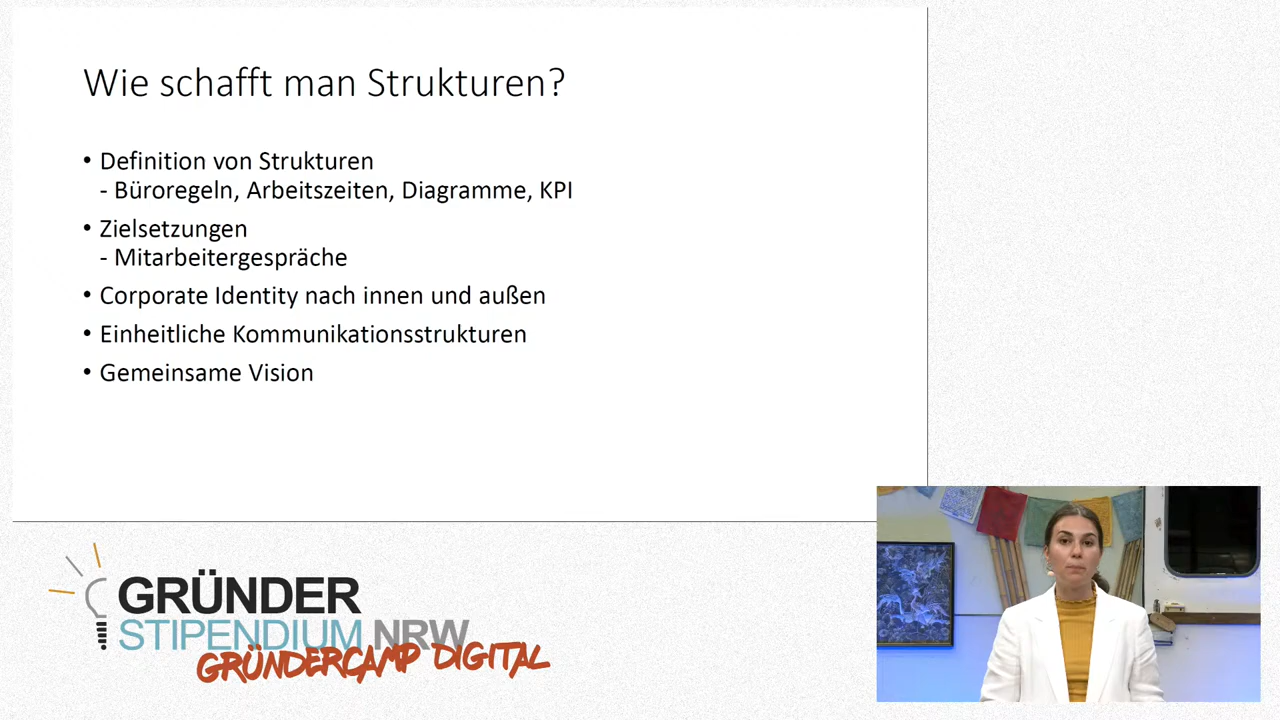 Wie schafft man Strukturen?
• Definition von Strukturen
- Büroregeln, Arbeitszeiten, Diagramme, KPI
• Zielsetzungen
- Mitarbeitergespräche
• Corporate Identity nach innen und außen
• Einheitliche Kommunikationsstrukturen
• Gemeinsame Vision
GRÜNDER
STIPENDIUM NRW
GRÜNDERCAMP DIGITAL